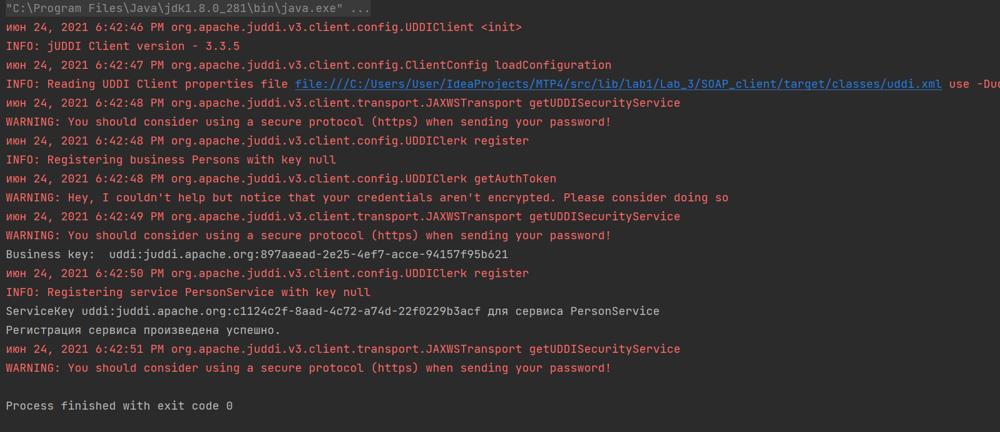 "C:\Program Files\Java\jdk1.8.0_281\bin\java.exe" ...
июн 24, 2021 6:42:46 PM org.apache.juddi.v3.client.config.UDDIClient <init>
INFO: jUDDI Client version - 3.3.5
июн 24, 2021 6:42:47 PM org.apache.juddi.v3.client.config.ClientConfig loadConfiguration
INFO: Reading UDDI Client properties file file:///C:/Users/User/IdeaProjects/MTP4/src/lib/lab1/Lab_3/SOAP_client/target/classes/uddi.xml use
июн 24, 2021 6:42:48 PM org.apache.juddi.v3.client.transport.JAXWSTransport getUDDISecurityService
WARNING: You should consider using a secure protocol (https) when sending your password!
июн 24, 2021 6:42:48 PM org.apache.juddi.v3.client.config.UDDIClerk register
INFO: Registering business Persons with key null
июн 24, 2021 6:42:48 PM org.apache.juddi.v3.client.config.UDDIClerk getAuthToken
WARNING: Hey, I couldn't help but notice that your credentials aren't encrypted. Please consider doing so
июн 24, 2021 6:42:49 PM org.apache.juddi.v3.client.transport.JAXWSTransport getUDDISecurityService
WARNING: You should consider using a secure protocol (https) when sending your password!
Business key:  uddi:juddi.apache.org:897aaead-2e25-4ef7-acce-94157f95b621
июн 24, 2021 6:42:50 PM org.apache.juddi.v3.client.config.UDDIClerk register
INFO: Registering service PersonService with key null
ServiceKey uddi:juddi.apache.org:c1124c2f-8aad-4c72-a74d-22f0229b3acf для сервиса PersonService
Регистрация сервиса произведена успешно.
июн 24, 2021 6:42:51 PM org.apache.juddi.v3.client.transport.JAXWSTransport getUDDISecurityService
WARNING: You should consider using a secure protocol (https) when sending your password!
Process finished with exit code 0